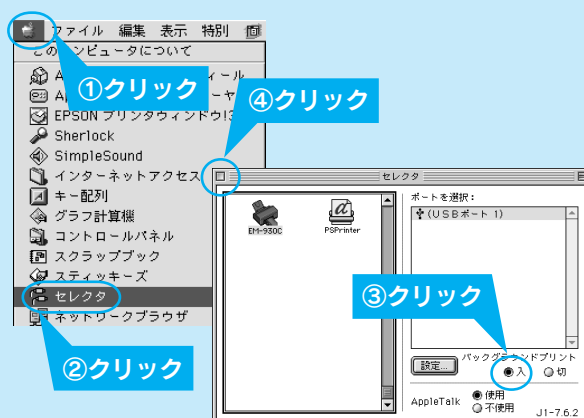 ファイル 編集 表示 特別
このコンピュータについて
①クリック
EPSON プリンタウィンドウ!3
Sherlock
SimpleSound
インターネットアクセス
キー配列
グラフ計算機
コントロールパネル
スクラップブック
スティッキーズ
セレクタ
ネットワークブラウザ
②クリック
④クリック
セレクタ
EM-930C
PSPrinter
ポートを選択：
(USBポート 1)
③クリック
設定...
バックグラウンドプリント
入 切
AppleTalk
使用
不使用
J1-7.6.2